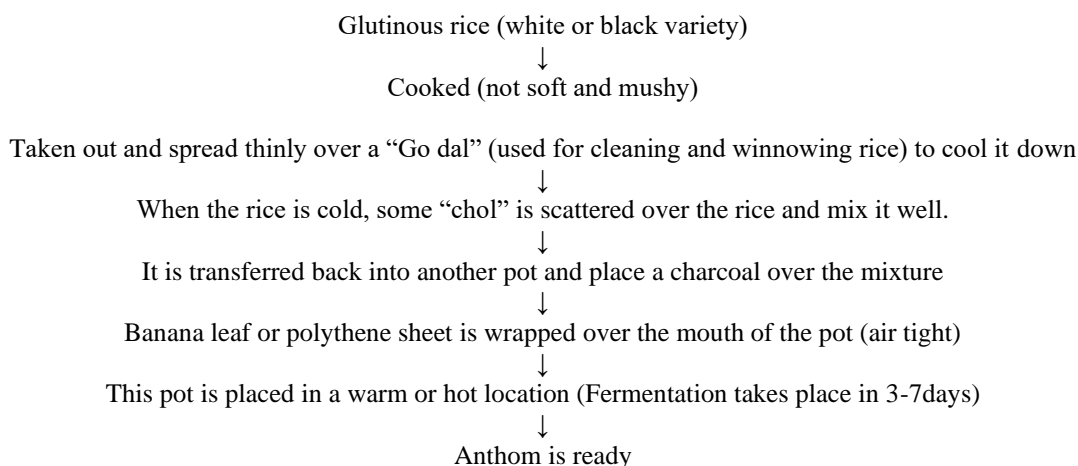 Glutinous rice (white or black variety)
↓
Cooked (not soft and mushy)
Taken out and spread thinly over a “Go dal” (used for cleaning and winnowing rice) to cool it down
↓
When the rice is cold, some “chol” is scattered over the rice and mix it well.
↓
It is transferred back into another pot and place a charcoal over the mixture
↓
Banana leaf or polythene sheet is wrapped over the mouth of the pot (air tight)
↓
This pot is placed in a warm or hot location (Fermentation takes place in 3-7days)
↓
Anthom is ready